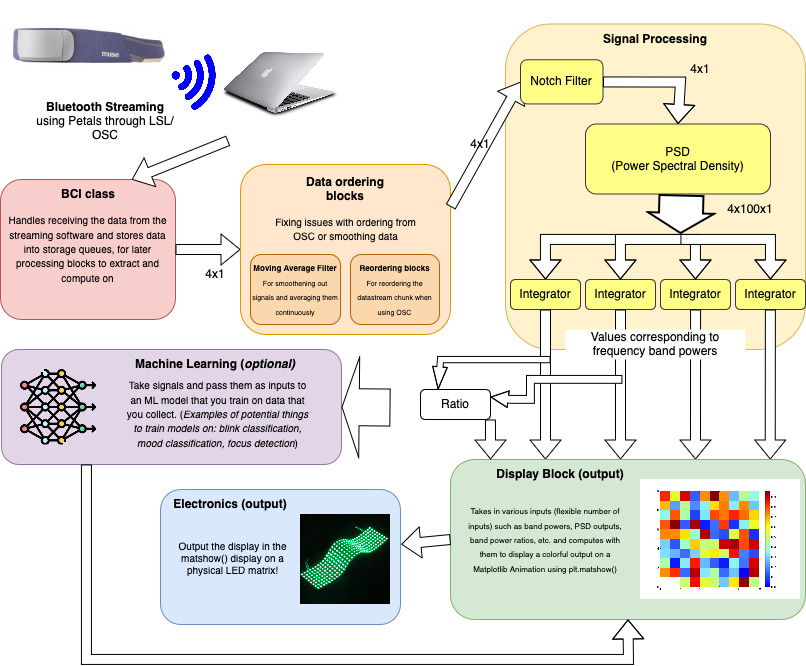 muse
Bluetooth Streaming
using Petals through LSL/
OSC
BCI class
Handles receiving the data from the
streaming software and stores data
into storage queues, for later
processing blocks to extract and
compute on
4x1
Data ordering
blocks
Fixing issues with ordering from
OSC or smoothing data
Moving Average Filter
For smoothening out
signals and averaging them
continuously
Reordering blocks
For reordering the
datastream chunk when
using OSC
4x1
Signal Processing
Notch Filter
4x1
PSD
(Power Spectral Density)
4x100x1
Integrator
Integrator
Integrator
Integrator
Values corresponding to
frequency band powers
Ratio
Machine Learning (optional)
Take signals and pass them as inputs to
an ML model that you train on data that
you collect. (Examples of potential things
to train models on: blink classification,
mood classification, focus detection)
Display Block (output)
Takes in various inputs (flexible number of
inputs) such as band powers, PSD outputs,
band power ratios, etc. and computes with
them to display a colorful output on a
Matplotlib Animation using plt.matshow()
Electronics (output)
Output the display in the
matshow() display on a
physical LED matrix!